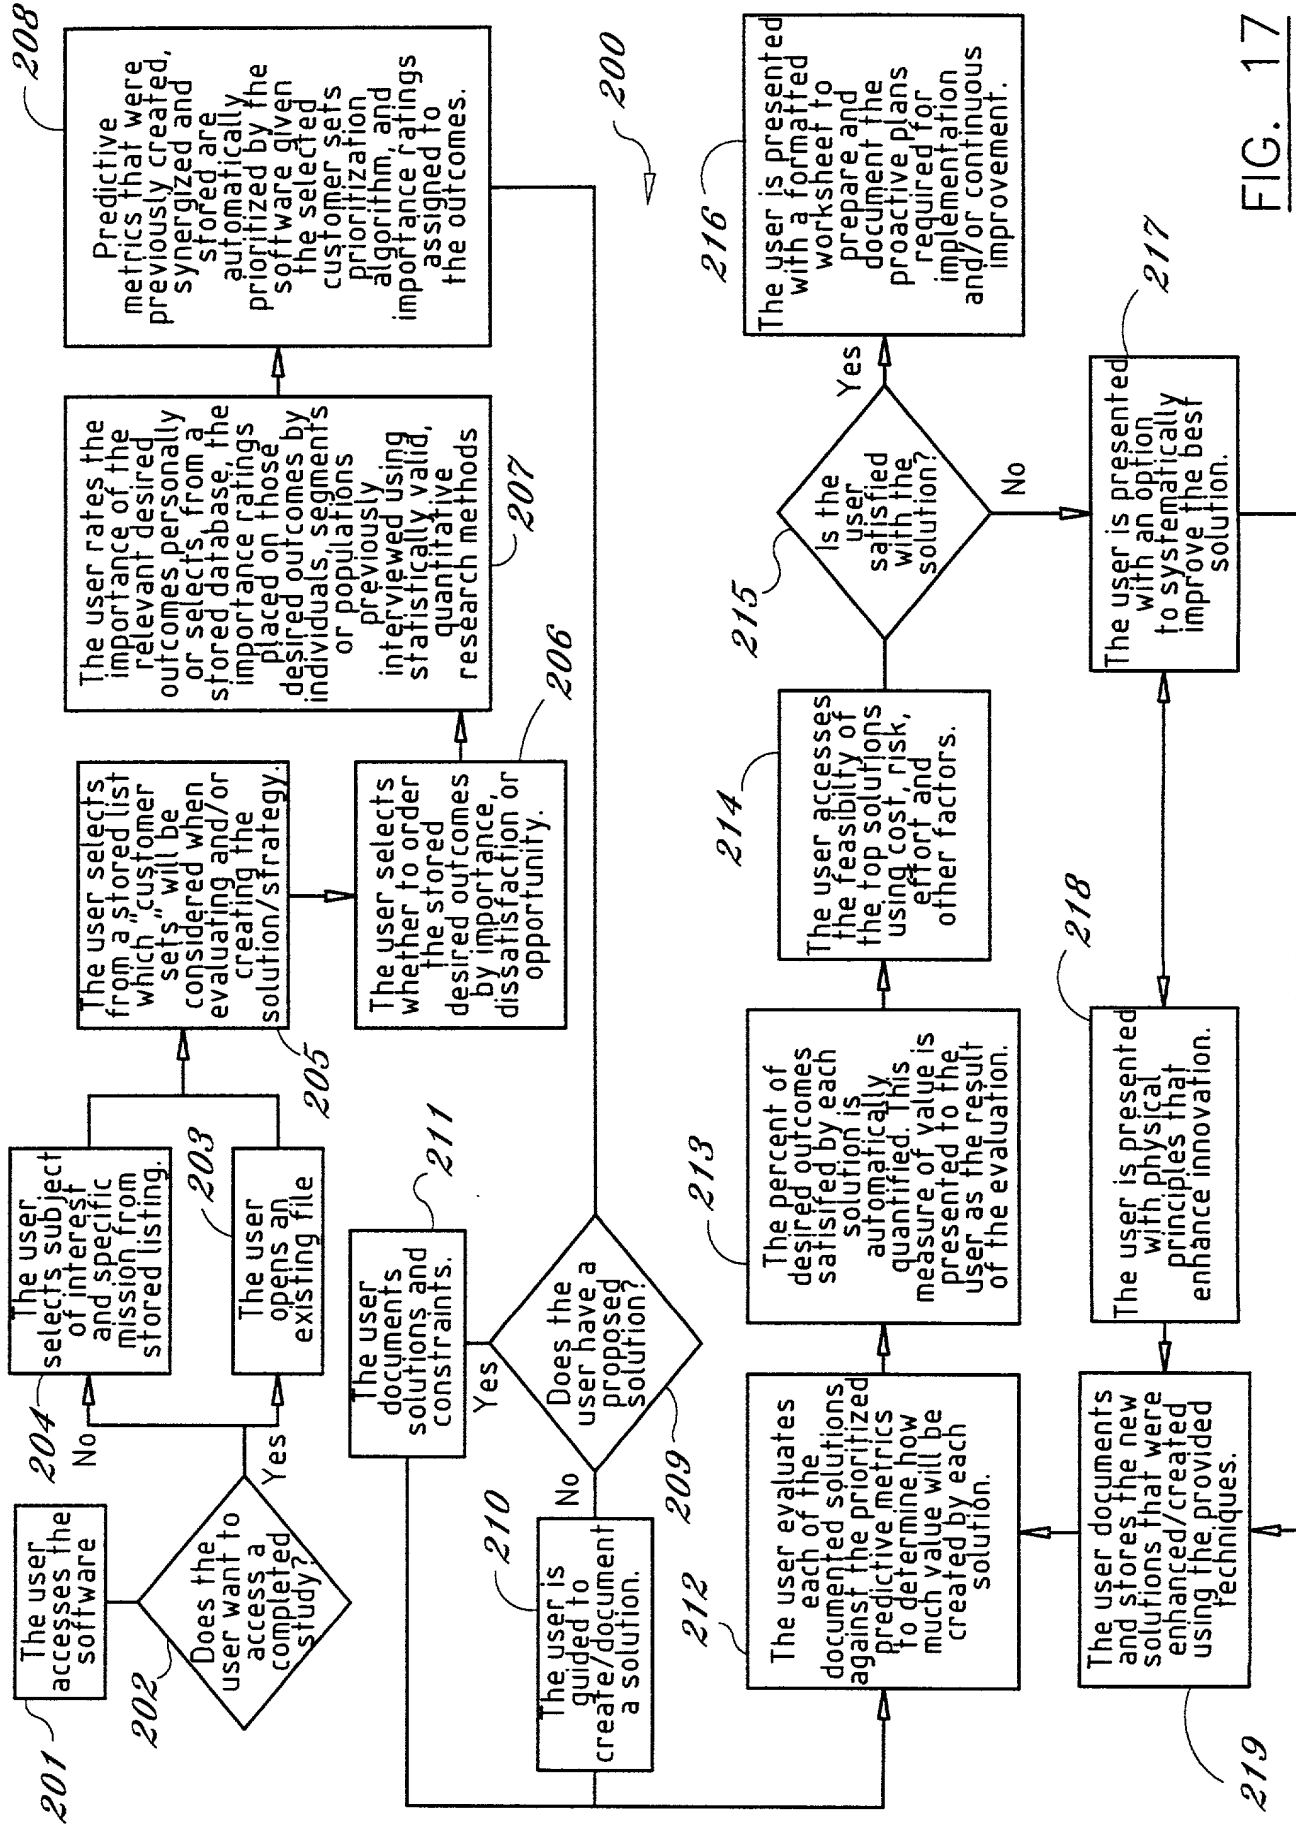 201
The user
accesses the
software
202
Does the
user want to
access a
completed
study?
No
Yes
204
The user
selects subject
of interest
and specific
mission from
stored listing.
203
The user
opens an
existing file
205
The user selects
from a stored list
which "customer
sets" will be
considered when
evaluating and/or
creating the
solution/strategy.
206
The user selects
whether to order
the stored
desired outcomes
by importance,
dissatisfaction or
opportunity.
207
The user rates the
importance of the
relevant desired
outcomes personally
or selects, from a
stored database, the
importance ratings
placed on those
desired outcomes by
individuals, segments
or populations
previously
interviewed using
statistically valid,
quantitative
research methods
208
Predictive
metrics that were
previously created,
synergized and
stored are
automatically
prioritized by the
software given
the selected
customer sets
prioritization
algorithm, and
importance ratings
assigned to
the outcomes.
209
Does the
user have a
proposed
solution?
No
Yes
210
The user is
guided to
create/document
a solution.
211
The user
documents
solutions and
constraints.
200
212
The user evaluates
each of the
documented solutions
against the prioritized
predictive metrics
to determine how
much value will be
created by each
solution.
213
The percent of
desired outcomes
satisifed by each
solution is
automatically
quantified. This
measure of value is
presented to the
user as the result
of the evaluation.
214
The user accesses
the feasibilty of
the top solutions
using cost, risk,
effort and
other factors.
215
Is the
user
satisfied
with the
solution?
Yes
No
216
The user is presented
with a formatted
worksheet to
prepare and
document the
proactive plans
required for
implementation
and/or continuous
improvement.
217
The user is presented
with an option
to systematically
improve the best
solution.
218
The user is presented
with physical
principles that
enhance innovation.
219
The user documents
and stores the new
solutions that were
enhanced/created
using the provided
techniques.
FIG. 17